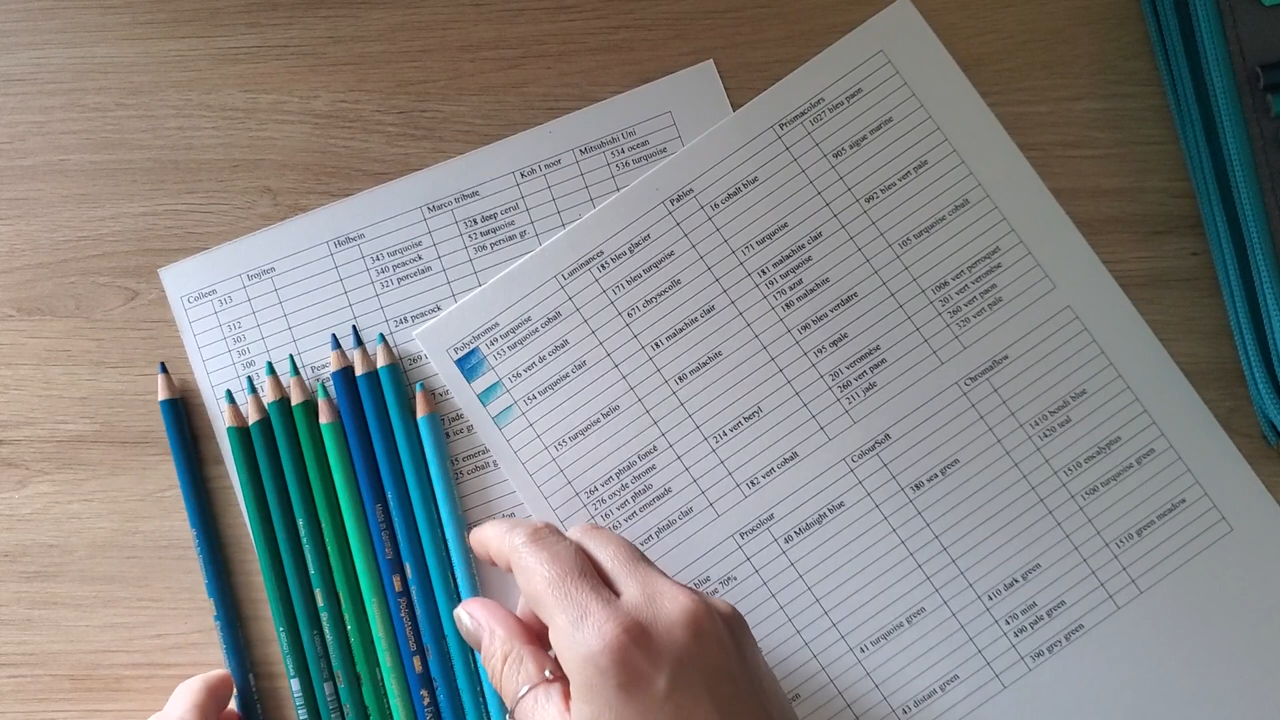 Colleen
Irojiten
Holbein
Marco tribute
Koh I noor
Mitsubishi Uni
313
343 turquoise
328 deep cerul
534 ocean
340 peacock
52 turquoise
536 turquoise
312
321 porcelain
306 persian gr.
303
301
248 peacock
300
Polychromos
Luminances
Pablos
Prismacolors
149 turquoise
185 bleu glacier
16 cobalt blue
1027 bleu paon
153 turquoise cobalt
171 bleu turquoise
905 aigue marine
156 vert de cobalt
671 chrysocolle
171 turquoise
992 bleu vert pale
154 turquoise clair
181 malachite clair
181 malachite clair
191 turquoise
105 turquoise cobalt
155 turquoise helio
180 malachite
170 azur
180 malachite
1006 vert perroquet
190 bleu verdatre
201 vert veronèse
264 vert phtalo foncé
214 vert beryl
195 opale
260 vert paon
276 oxyde chrome
320 vert pale
161 vert phtalo
201 veronnèse
163 vert emeraude
182 vert cobalt
260 vert paon
vert phtalo clair
211 jade
Procolour
ColourSoft
Chromaflow
blue
40 Midnight blue
380 sea green
1410 bondi blue
70%
1420 teal
1510 eucalyptus
1500 turquoise green
41 turquoise green
410 dark green
1510 green meadow
470 mint
490 pale green
43 distant green
390 grey green
Made in Germany
Polychromos